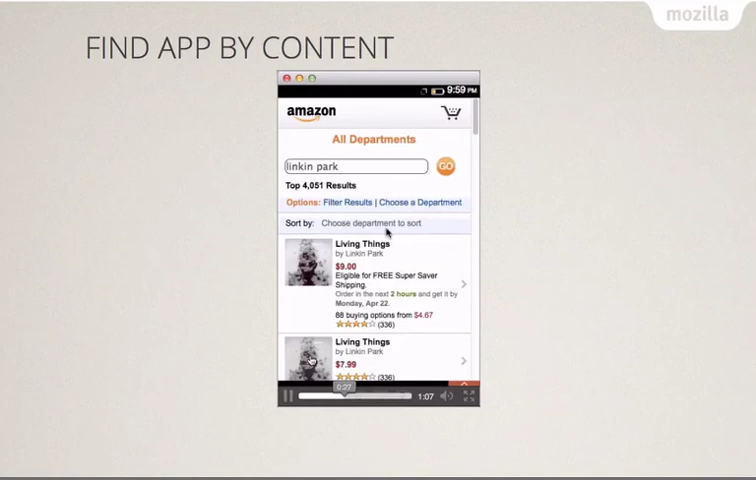 mozilla
FIND APP BY CONTENT
9:59 PM
amazon
All Departments
linkin park
GO
Top 4,051 Results
Options: Filter Results | Choose a Department
Sort by: Choose department to sort
Living Things
by Linkin Park
$9.00
Eligible for FREE Super Saver
Shipping.
Order in the next 2 hours and get it by
Monday, Apr 22.
88 buying options from $4.67
(336)
Living Things
by Linkin Park
$7.99
(336)
0:27
1:07